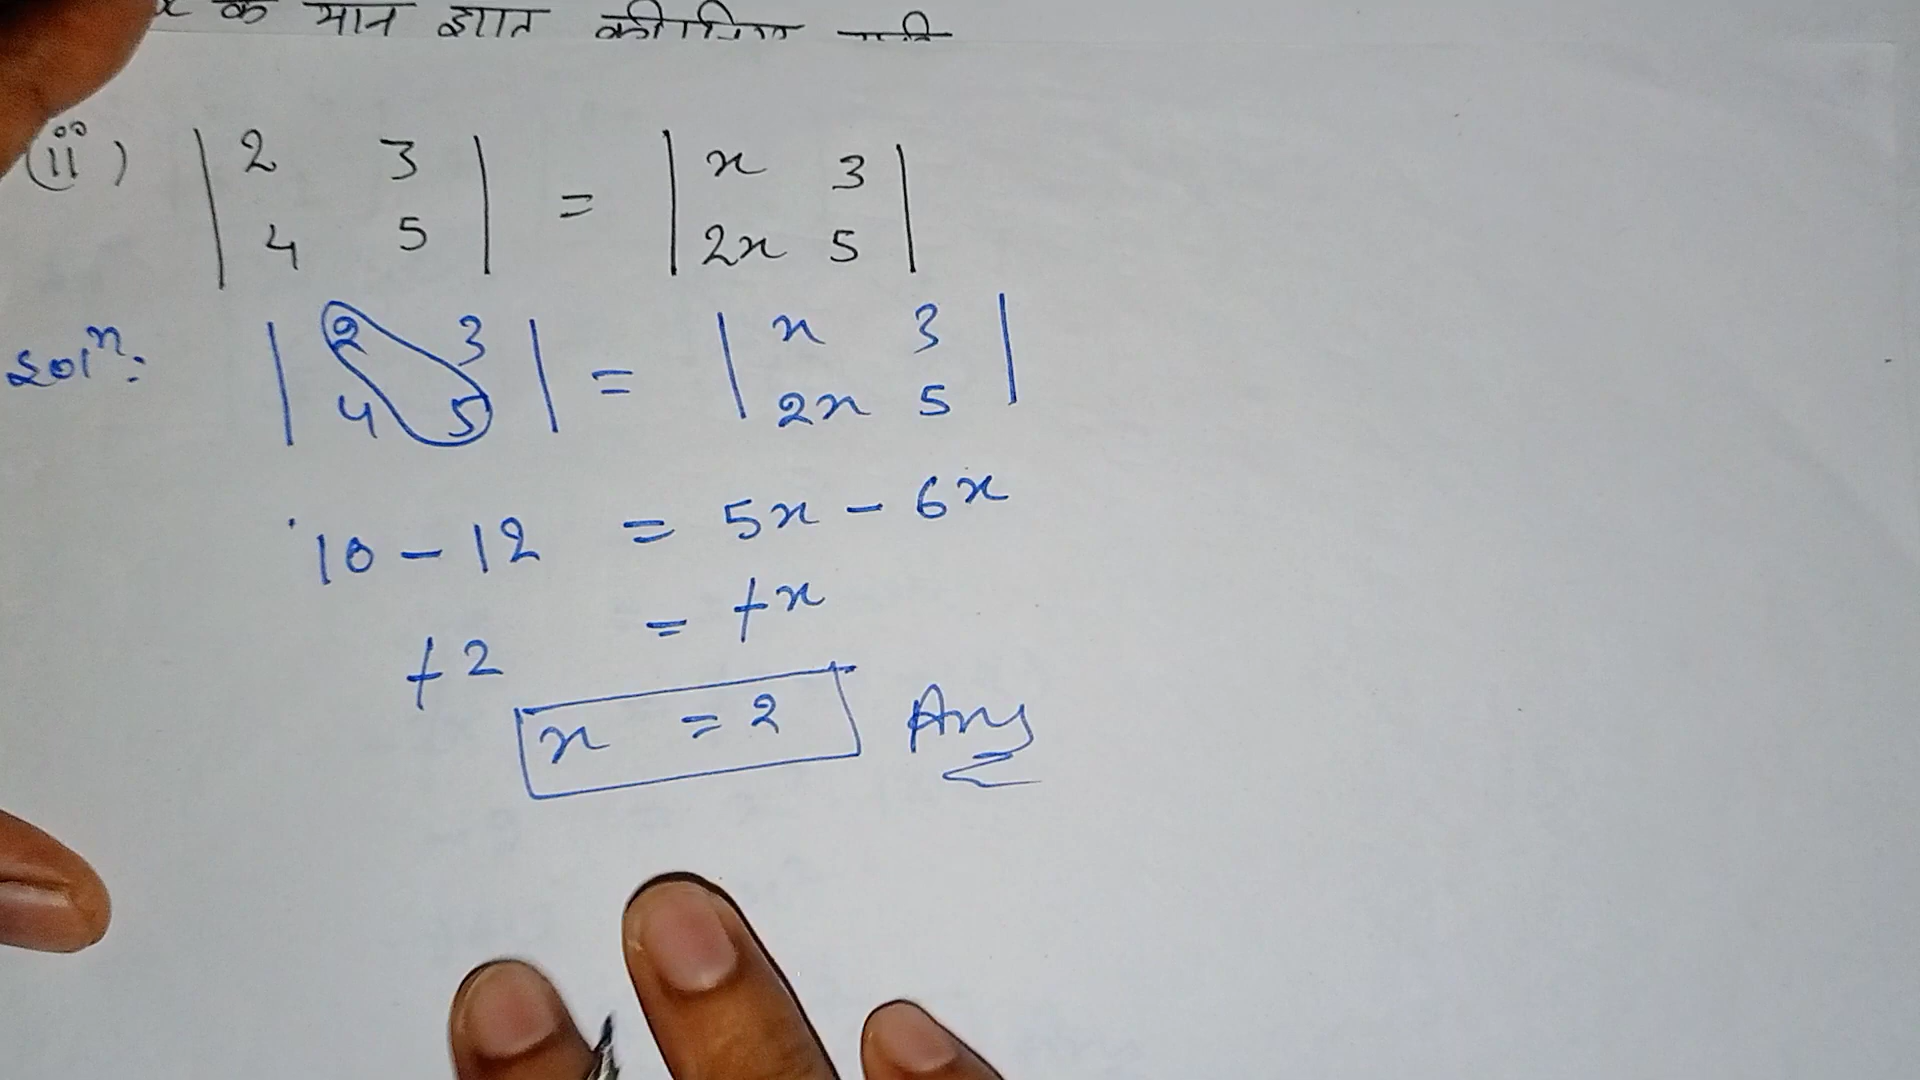 x के मान ज्ञात कीजिए यदि
(ii) | 2 3 | = | x 3 |
| 4 5 | | 2x 5 |
Solⁿ: | 2 3 | = | x 3 |
| 4 5 | | 2x 5 |
10 - 12 = 5x - 6x
+2 = +x
x = 2 Ans